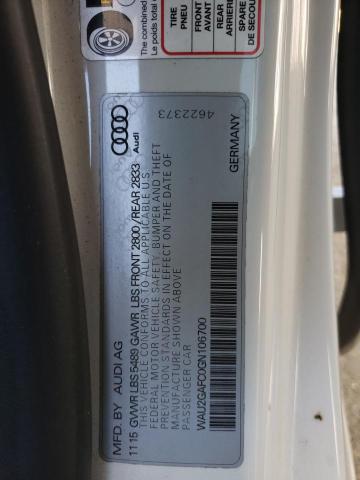 The combined
Le poids total
TIRE
PNEU
FRONT
AVANT
REAR
ARRIERE
SPARE
DE SECOU
4622373
Audi
GERMANY
MFD. BY AUDI AG
11 15 GVWR LBS 5489 GAWR LBS FRONT 2800 / REAR 2833
THIS VEHICLE CONFORMS TO ALL APPLICABLE U.S.
FEDERAL MOTOR VEHICLE SAFETY, BUMPER AND THEFT
PREVENTION STANDARDS IN EFFECT ON THE DATE OF
MANUFACTURE SHOWN ABOVE
PASSENGER CAR
WAU2GAFC0GN106700